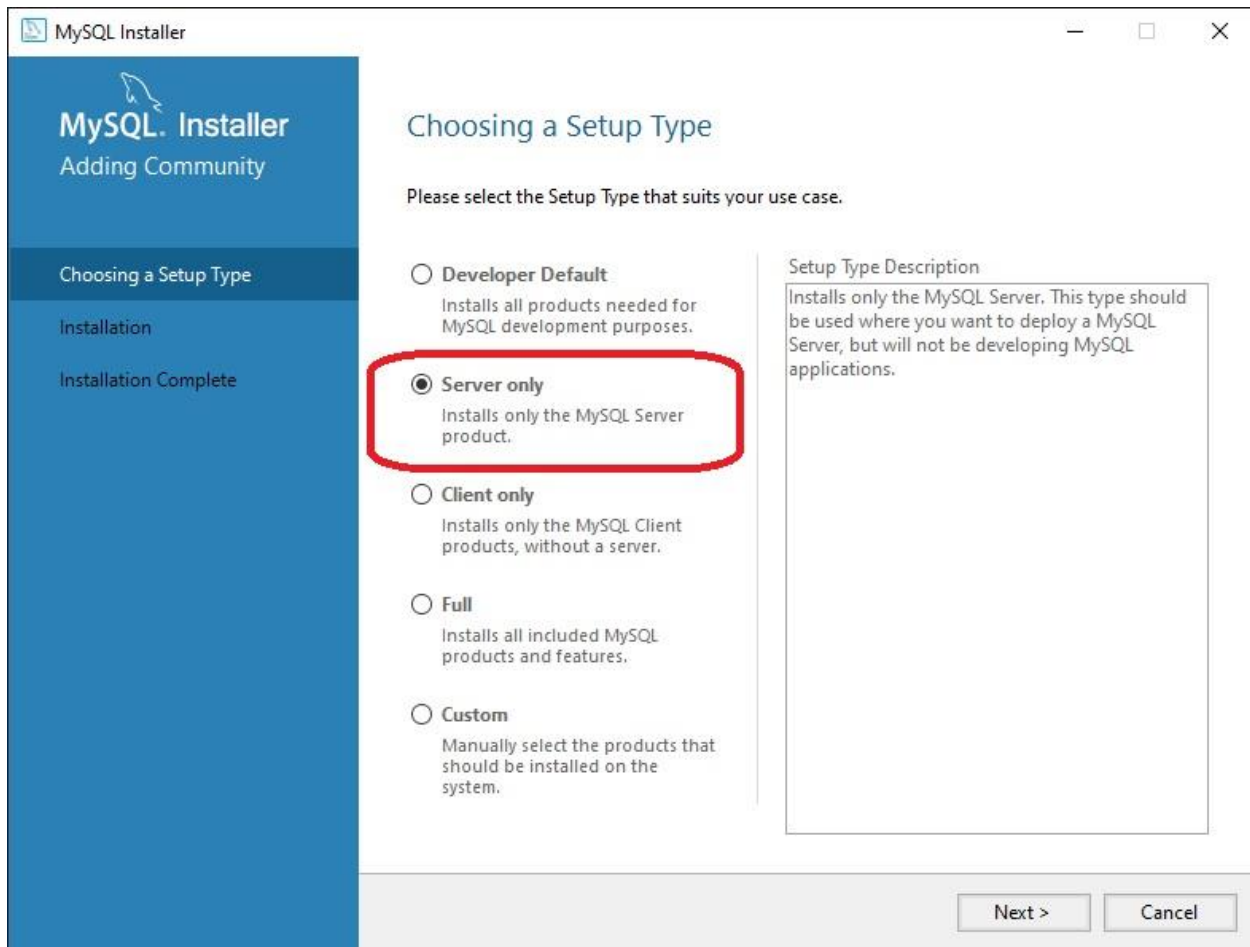 MySQL Installer
MySQL. Installer
Adding Community
Choosing a Setup Type
Installation
Installation Complete
Choosing a Setup Type
Please select the Setup Type that suits your use case.
Developer Default
Installs all products needed for
MySQL development purposes.
Server only
Installs only the MySQL Server
product.
Client only
Installs only the MySQL Client
products, without a server.
Full
Installs all included MySQL
products and features.
Custom
Manually select the products that
should be installed on the
system.
Setup Type Description
Installs only the MySQL Server. This type should
be used where you want to deploy a MySQL
Server, but will not be developing MySQL
applications.
Next >
Cancel